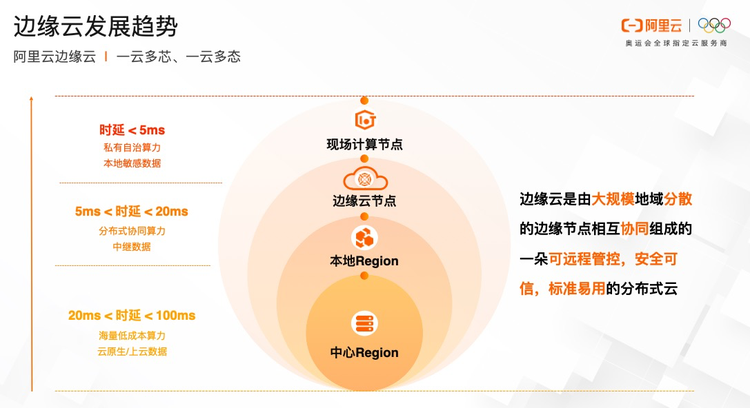 边缘云发展趋势
阿里云边缘云 | 一云多芯、一云多态
阿里云
奥运会全球指定云服务商
时延 < 5ms
私有自治算力
本地敏感数据
5ms < 时延 < 20ms
分布式协同算力
中继数据
20ms < 时延 < 100ms
海量低成本算力
云原生/上云数据
IoT
现场计算节点
边缘云节点
本地Region
中心Region
边缘云是由大规模地域分散
的边缘节点相互协同组成的
一朵可远程管控，安全可
信，标准易用的分布式云